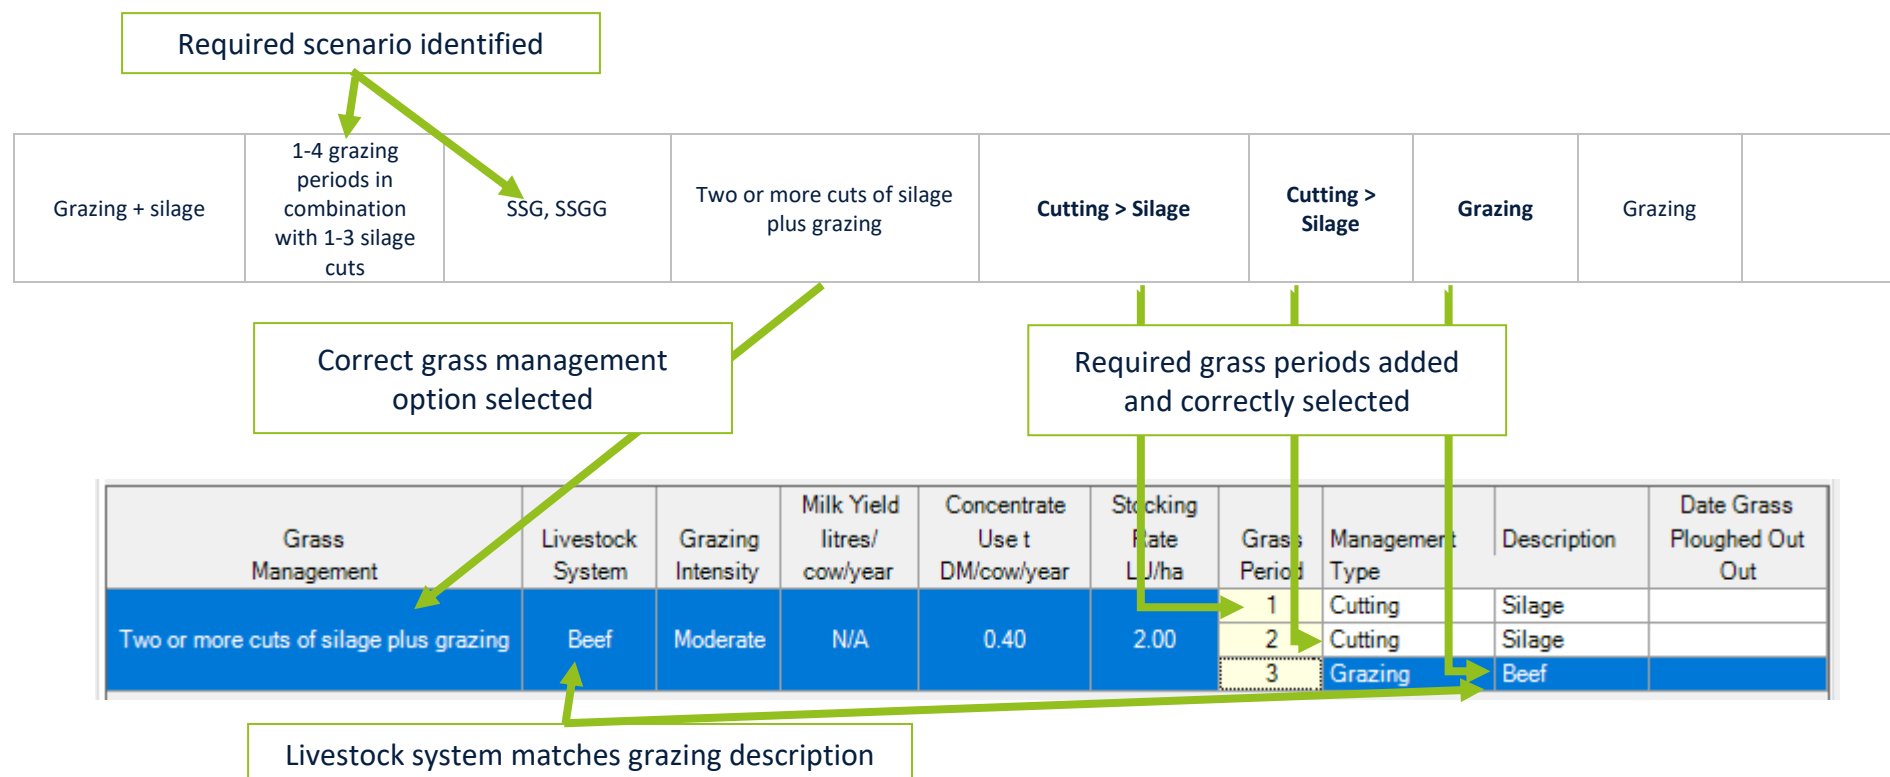 Required scenario identified
Grazing + silage
1-4 grazing
periods in
combination
with 1-3 silage
cuts
SSG, SSGG
Two or more cuts of silage
plus grazing
Cutting > Silage
Cutting >
Silage
Grazing
Grazing
Correct grass management
option selected
Required grass periods added
and correctly selected
Grass
Management
Livestock
System
Grazing
Intensity
Milk Yield
litres/
cow/year
Concentrate
Use t
DM/cow/year
Stocking
Rate
LU/ha
Grass
Period
Management
Type
Description
Date Grass
Ploughed Out
Out
Two or more cuts of silage plus grazing
Beef
Moderate
N/A
0.40
2.00
1 Cutting Silage
2 Cutting Silage
3 Grazing Beef
Livestock system matches grazing description